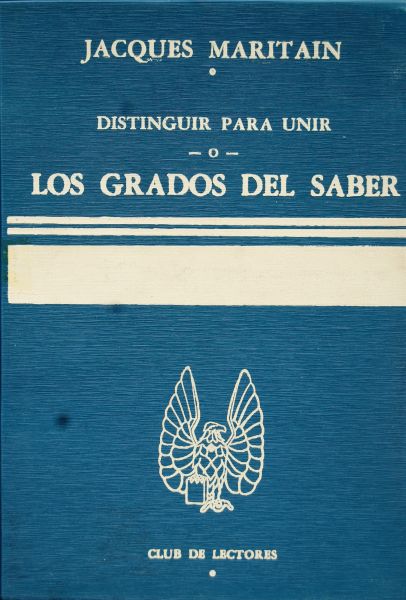 JACQUES MARITAIN
DISTINGUIR PARA UNIR
— O —
LOS GRADOS DEL SABER
CLUB DE LECTORES